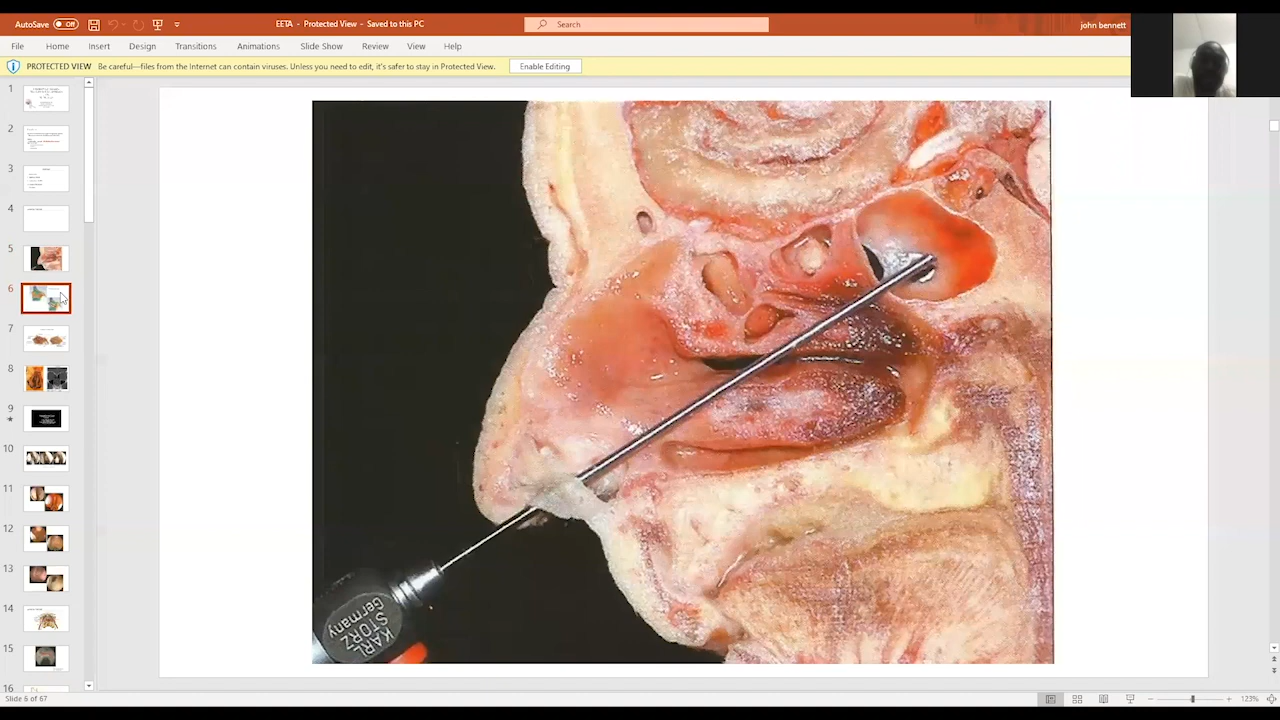 AutoSave Off
EETA - Protected View - Saved to this PC
Search
john bennett
File Home Insert Design Transitions Animations Slide Show Review View Help
PROTECTED VIEW Be careful—files from the Internet can contain viruses. Unless you need to edit, it's safer to stay in Protected View. Enable Editing
1
2
3
4
5
6
7
8
9
10
11
12
13
14
15
16
KARL
STORZ
Germany
Slide 6 of 67
123%